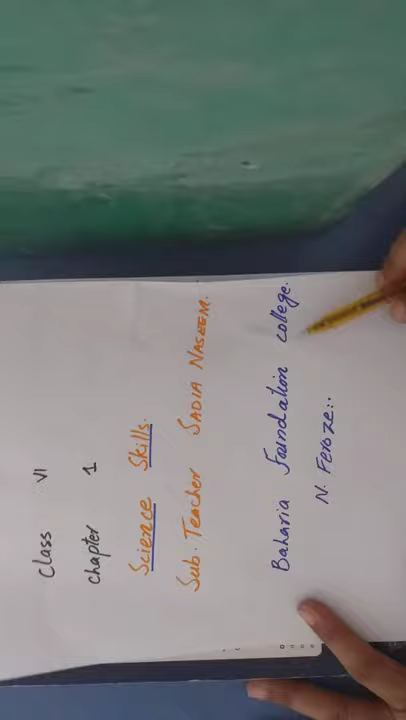 Class VI
chapter 1
Science Skills.
Sub. Teacher SADIA NASEEM.
Baharia Foundation college.
N. Feroze:.